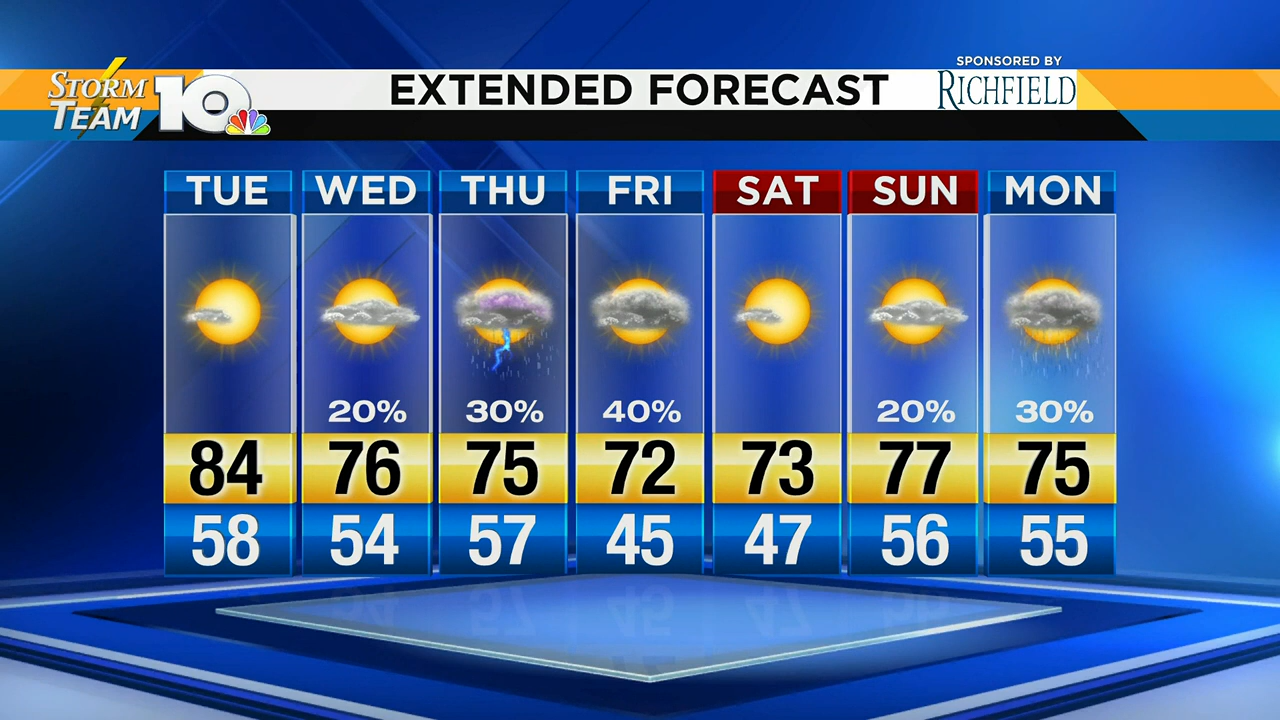 SPONSORED BY
STORM TEAM 10
EXTENDED FORECAST
RICHFIELD
TUE WED THU FRI SAT SUN MON
20% 30% 40% 20% 30%
84 76 75 72 73 77 75
58 54 57 45 47 56 55